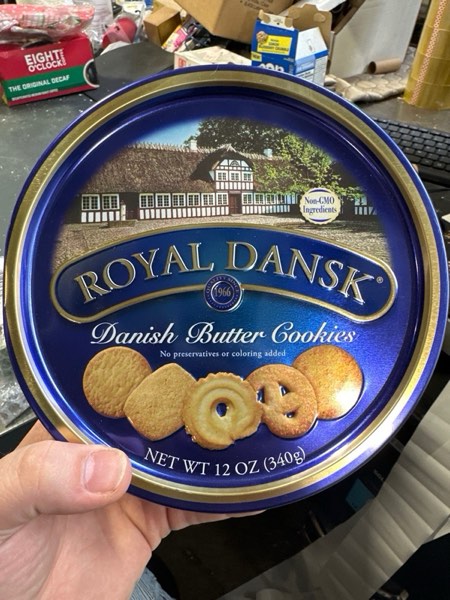 EIGHT
O'CLOCK
THE ORIGINAL DECAF
Non-GMO
Ingredients
ROYAL DANSK®
1966
Danish Butter Cookies
No preservatives or coloring added
NET WT 12 OZ (340g)